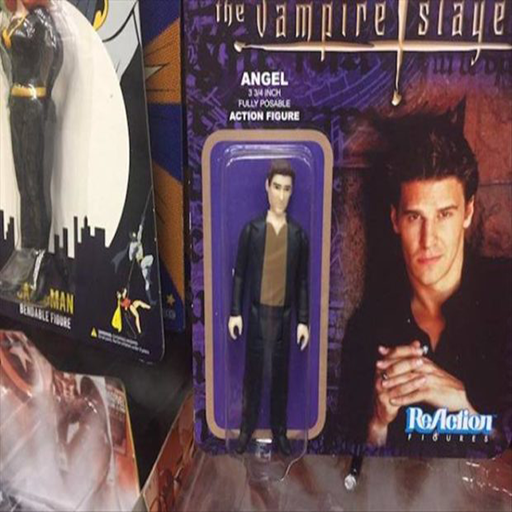 the Vampire Slaye
ANGEL
3 3/4 INCH
FULLY POSABLE
ACTION FIGURE
MAN
BENDABLE FIGURE
ReAction
FIGURES